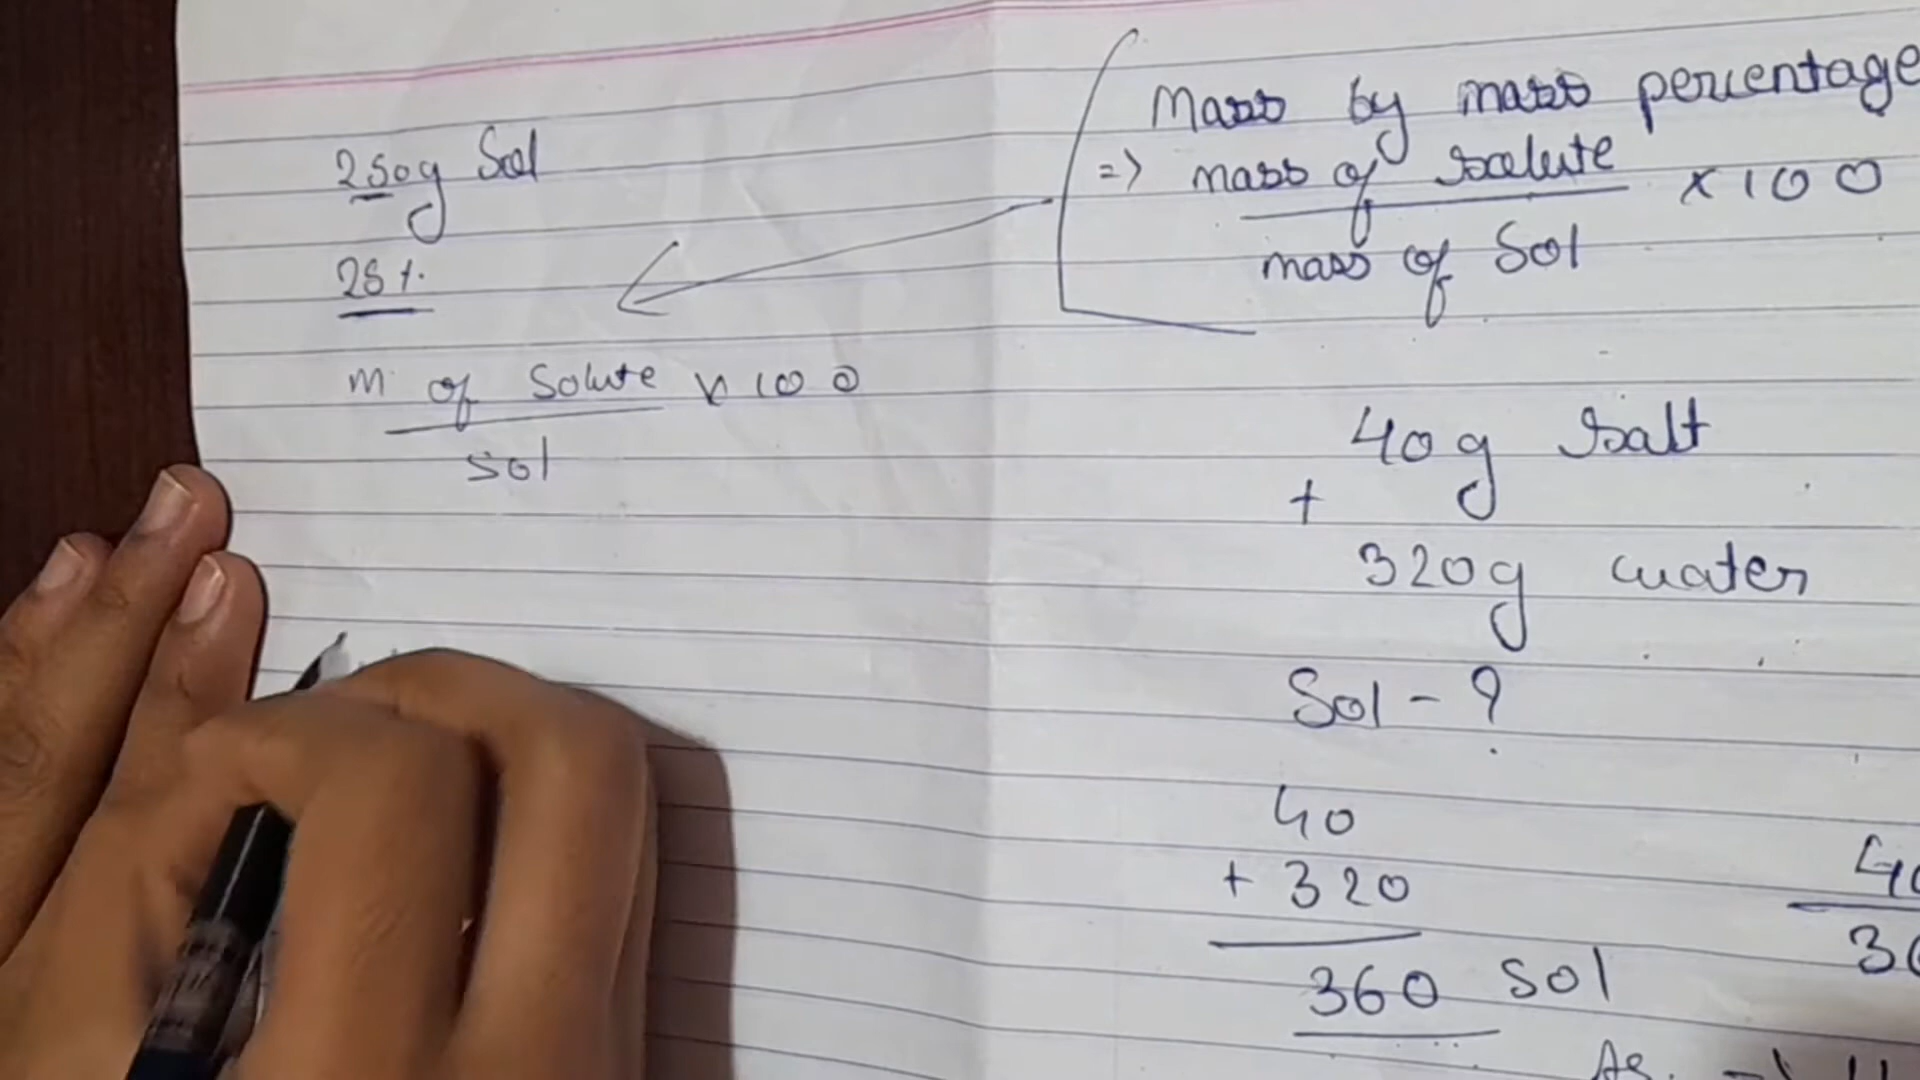 250g Sol
25%
m of Solute x 100
sol
Mass by mass percentage
=> mass of solute x 100
mass of Sol
40g Salt
+
320g water
Sol - ?
40
+ 320
360 sol